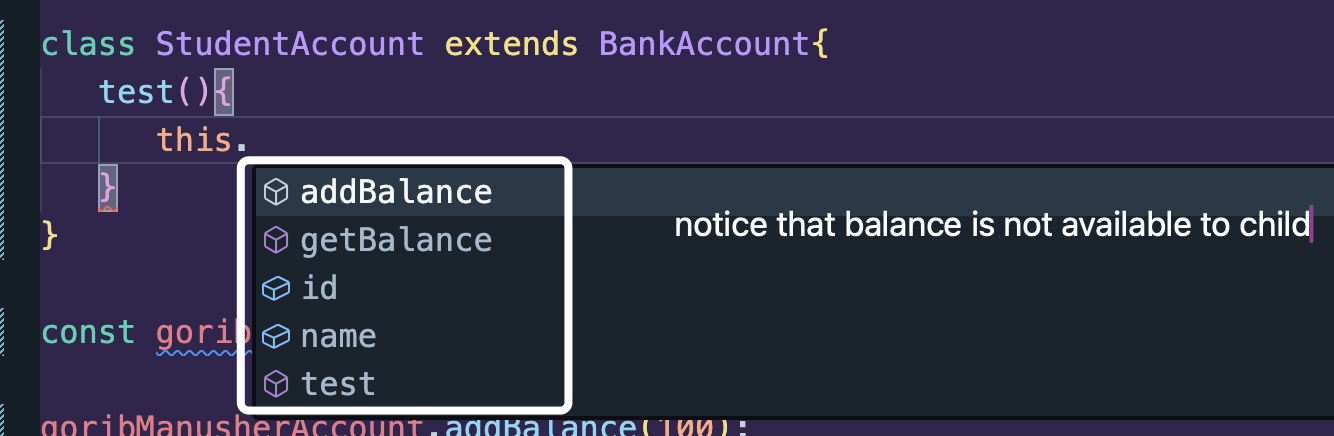 class StudentAccount extends BankAccount{
test(){
this.
}
addBalance
getBalance
notice that balance is not available to child
}
id
const gorib
name
test
goribManusherAccount.addBalance(100);